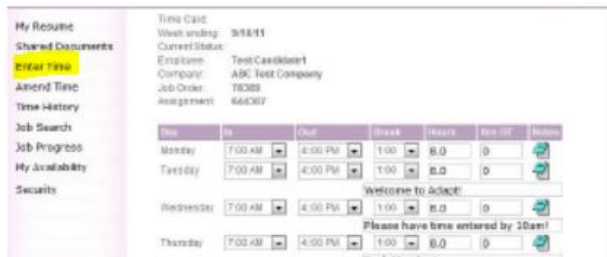 My Resume
Shared Documents
Enter Time
Amend Time
Time History
Job Search
Job Progress
My Availability
Security
Time Card:
Week ending: 9/18/11
Current Status:
Employee: Test Candidate1
Company: ABC Test Company
Job Order: 78389
Assignment: 644307
Day In Out Break Hours Hrs OT Notes
Monday 7:00 AM 4:00 PM 1:00 8.0 0
Tuesday 7:00 AM 4:00 PM 1:00 8.0 0
Welcome to Adapt!
Wednesday 7:00 AM 4:00 PM 1:00 8.0 0
Please have time entered by 10am!
Thursday 7:00 AM 4:00 PM 1:00 8.0 0